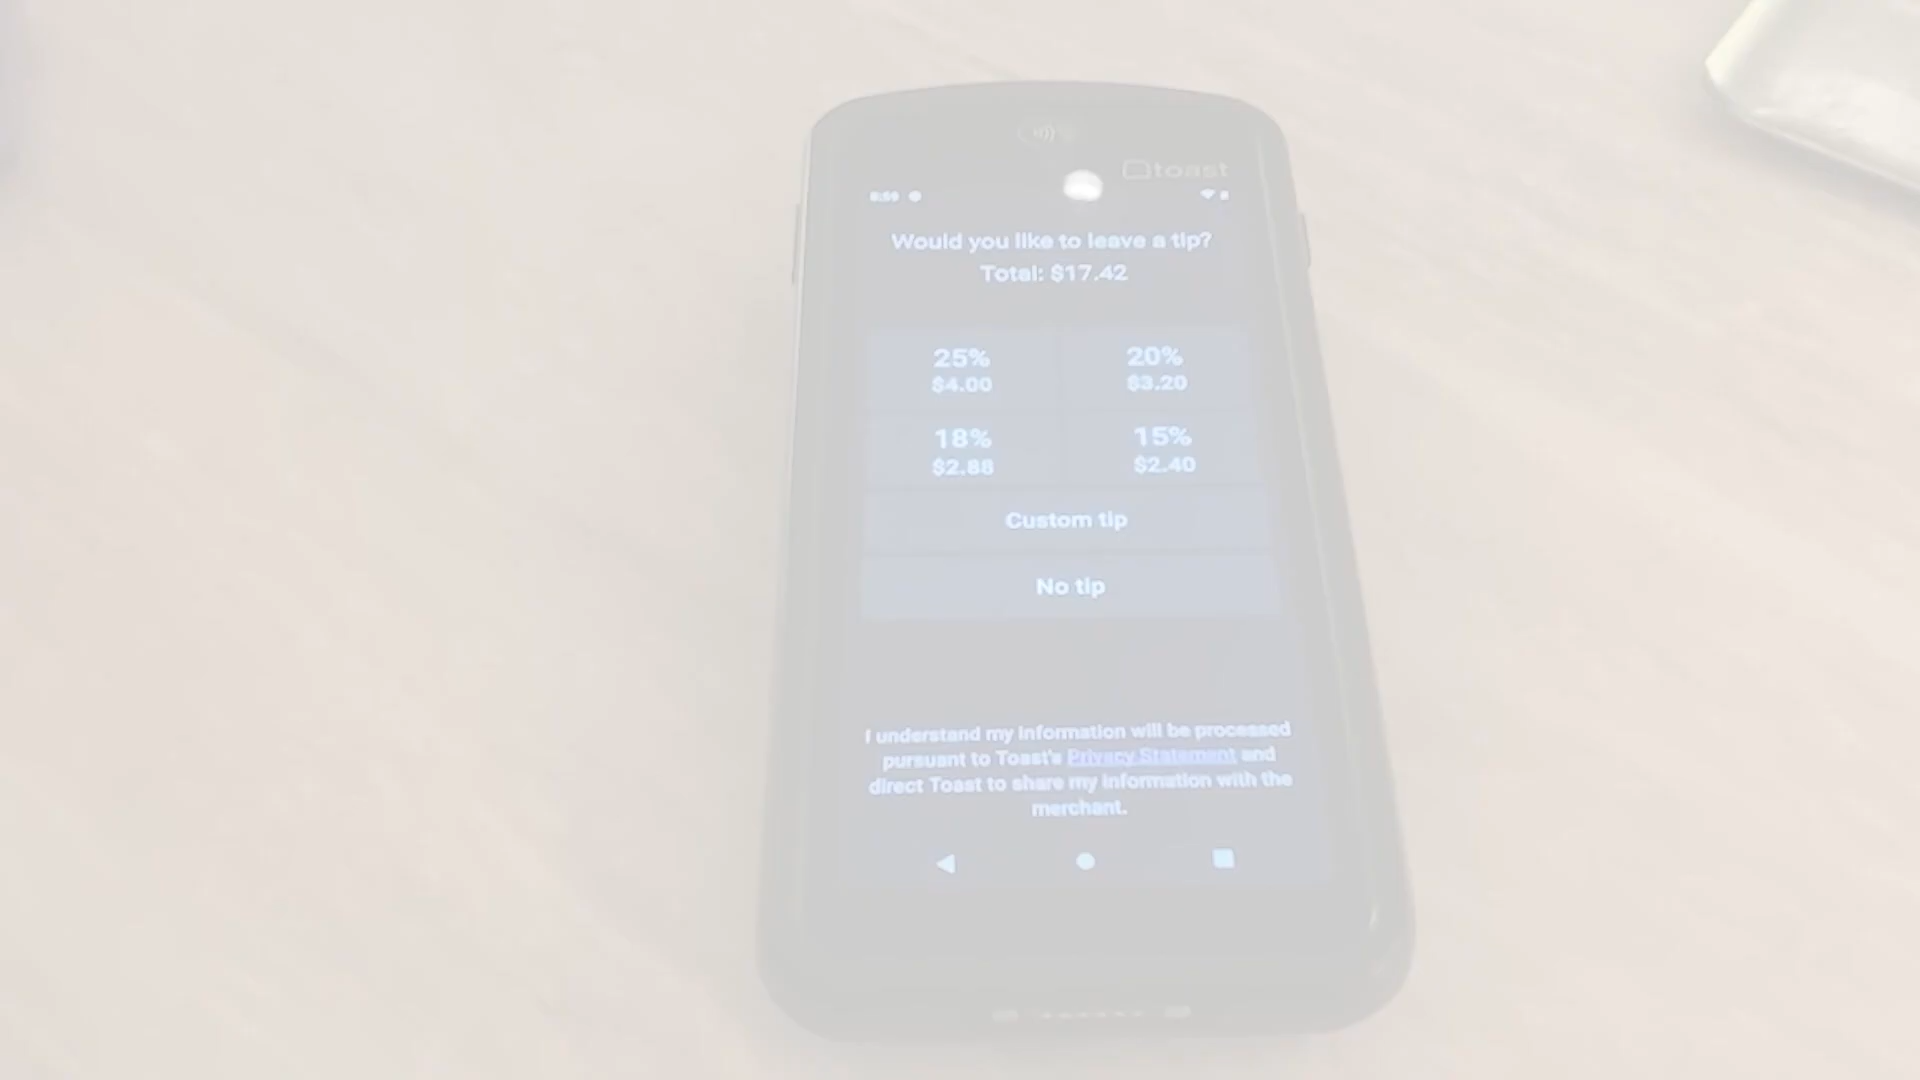 toast
8:59
Would you like to leave a tip?
Total: $17.42
25%
$4.00
20%
$3.20
18%
$2.88
15%
$2.40
Custom tip
No tip
I understand my information will be processed
pursuant to Toast's Privacy Statement and
direct Toast to share my information with the
merchant.